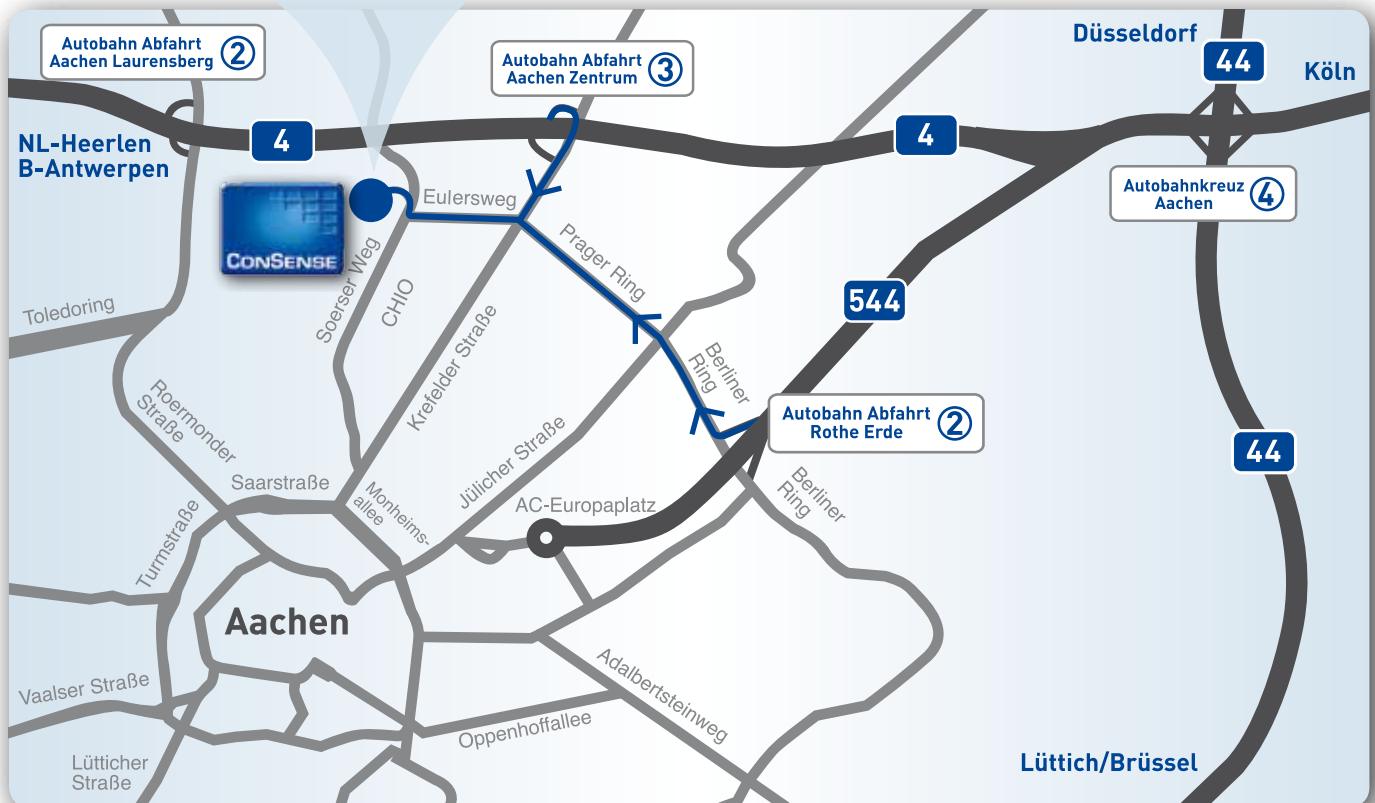 Autobahn Abfahrt
Aachen Laurensberg 2
Autobahn Abfahrt
Aachen Zentrum 3
Düsseldorf
44
Köln
4
4
NL-Heerlen
B-Antwerpen
Autobahnkreuz
Aachen 4
CONSENSE
Eulersweg
Soerser Weg
CHIO
Prager Ring
544
Toledoring
Krefelder Straße
Berliner
Ring
Roermonder
Straße
Autobahn Abfahrt
Rothe Erde 2
44
Jülicher Straße
Saarstraße
Monheims-
allee
AC-Europaplatz
Berliner
Ring
Turmstraße
Aachen
Adalbertsteinweg
Vaalser Straße
Oppenhoffallee
Lütticher
Straße
Lüttich/Brüssel